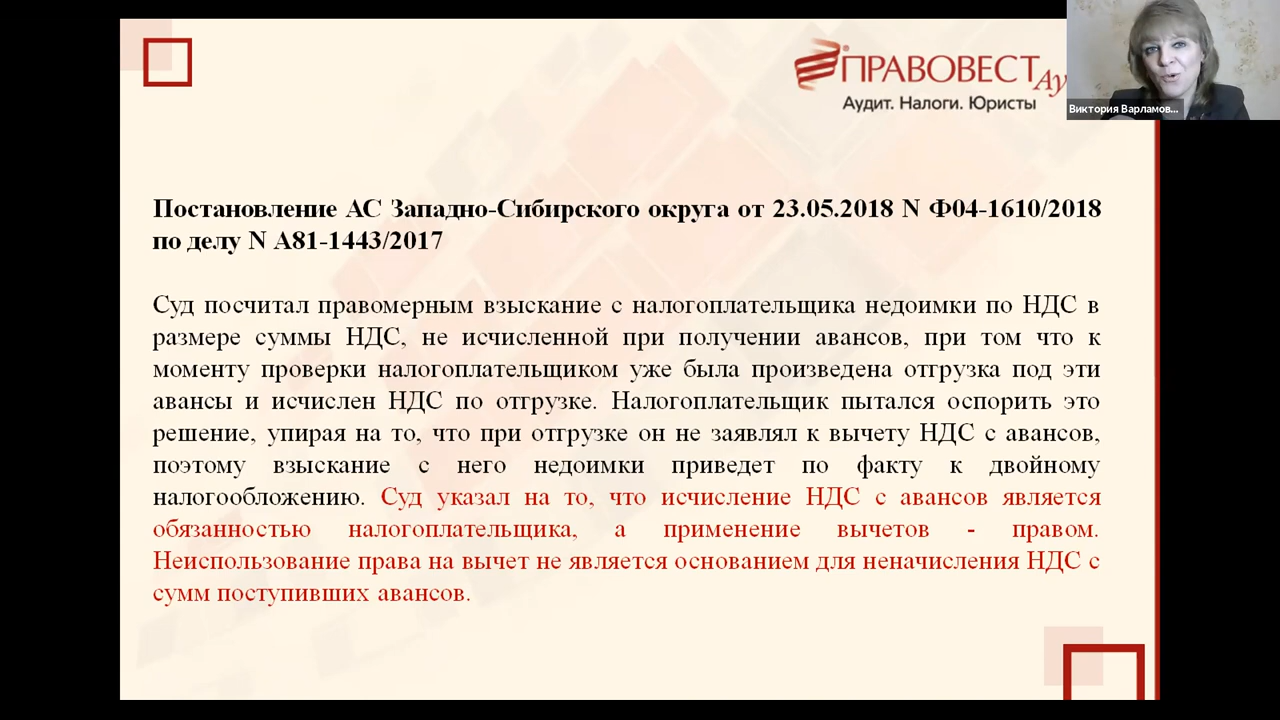 ПРАВОВЕСТ Ау
Аудит. Налоги. Юристы
Виктория Варламов...
Постановление АС Западно-Сибирского округа от 23.05.2018 N Ф04-1610/2018
по делу N А81-1443/2017
Суд посчитал правомерным взыскание с налогоплательщика недоимки по НДС в
размере суммы НДС, не исчисленной при получении авансов, при том что к
моменту проверки налогоплательщиком уже была произведена отгрузка под эти
авансы и исчислен НДС по отгрузке. Налогоплательщик пытался оспорить это
решение, упирая на то, что при отгрузке он не заявлял к вычету НДС с авансов,
поэтому взыскание с него недоимки приведет по факту к двойному
налогообложению. Суд указал на то, что исчисление НДС с авансов является
обязанностью налогоплательщика, а применение вычетов - правом.
Неиспользование права на вычет не является основанием для неначисления НДС с
сумм поступивших авансов.